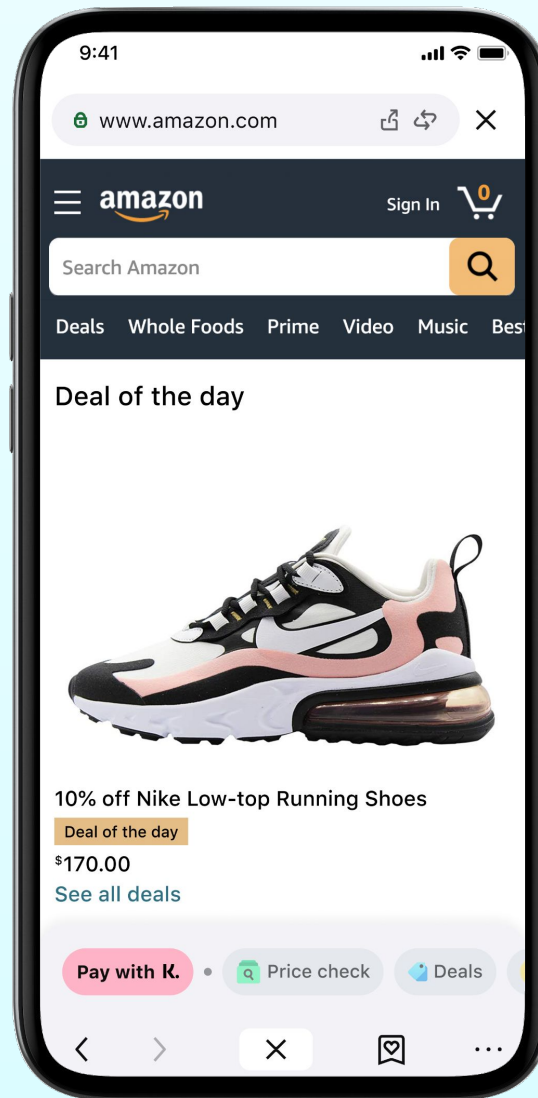 9:41
www.amazon.com
amazon
Sign In
0
Search Amazon
Deals Whole Foods Prime Video Music Best
Deal of the day
10% off Nike Low-top Running Shoes
Deal of the day
$170.00
See all deals
Pay with K.
Price check
Deals